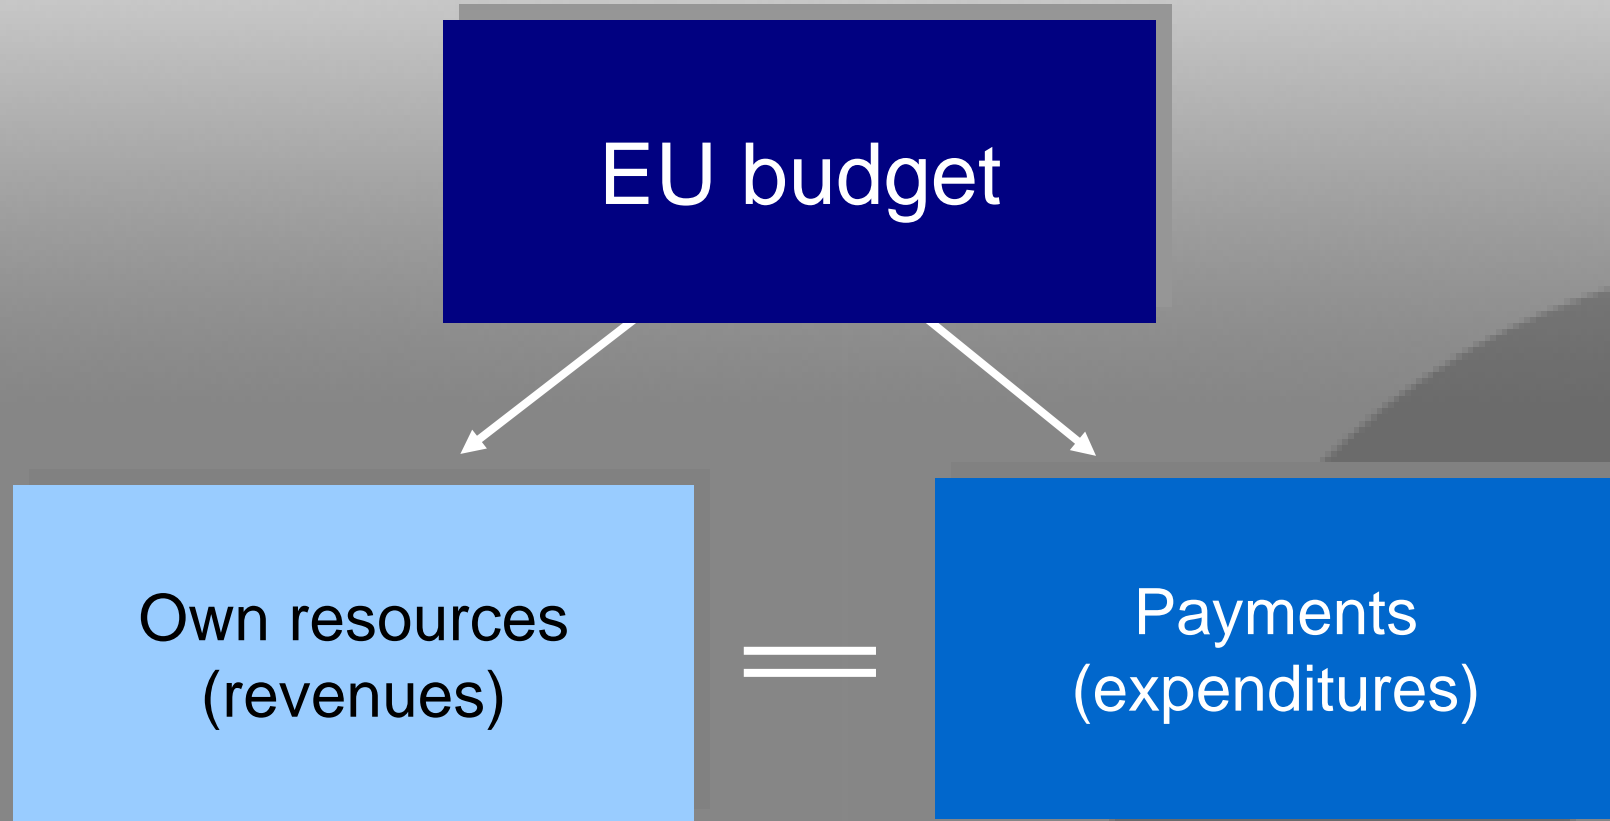 EU budget
Own resources
(revenues)
Payments
(expenditures)